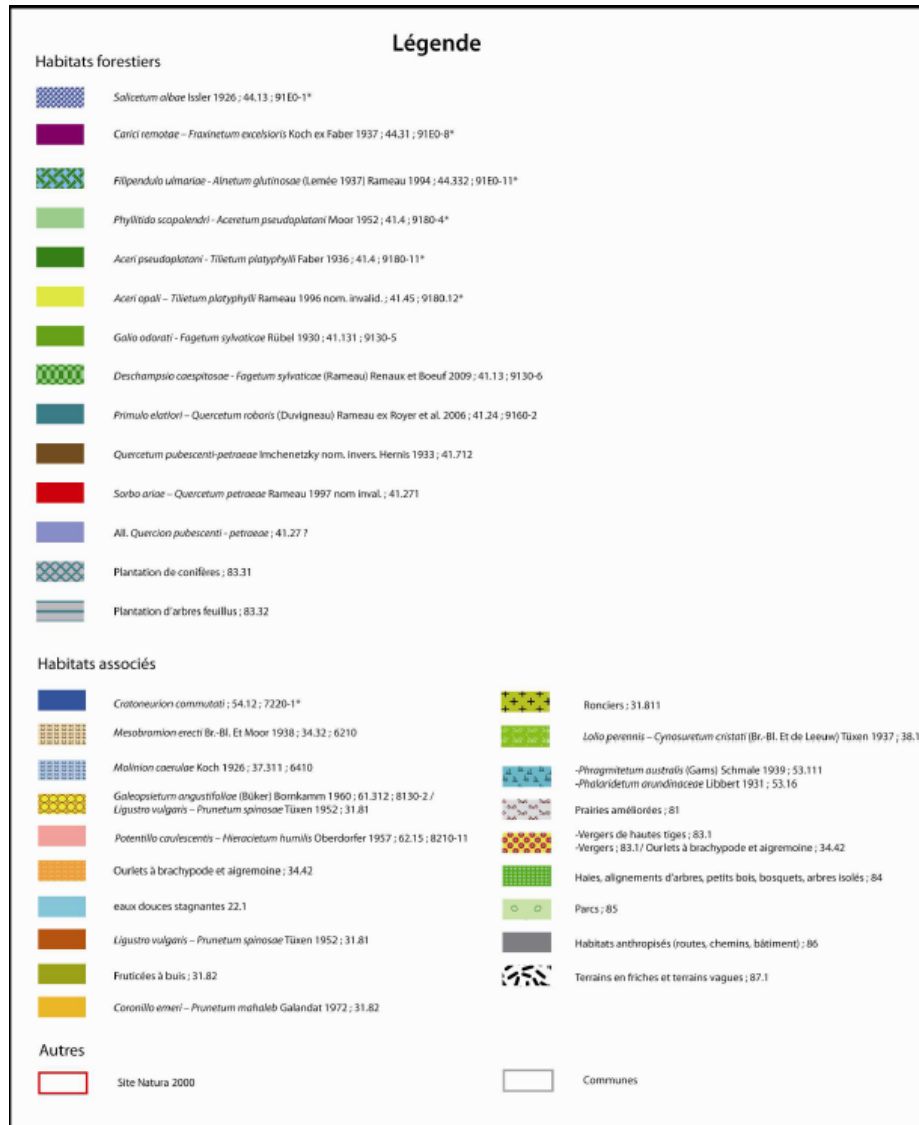 Légende
Habitats forestiers
Salicetum albae Issler 1926 ; 44.13 ; 91E0-1*
Carici remotae – Fraxinetum excelsioris Koch ex Faber 1937 ; 44.31 ; 91E0-8*
Filipendulo ulmariae - Alnetum glutinosae (Lemée 1937) Rameau 1994 ; 44.332 ; 91E0-11*
Phyllitido scopolendri - Aceretum pseudoplatani Moor 1952 ; 41.4 ; 9180-4*
Aceri pseudoplatani - Tilietum platyphylli Faber 1936 ; 41.4 ; 9180-11*
Aceri opali – Tilietum platyphylli Rameau 1996 nom. invalid. ; 41.45 ; 9180.12*
Galio odorati - Fagetum sylvaticae Rübel 1930 ; 41.131 ; 9130-5
Deschampsio caespitosae - Fagetum sylvaticae (Rameau) Renaux et Boeuf 2009 ; 41.13 ; 9130-6
Primulo elatiori – Quercetum roboris (Duvigneau) Rameau ex Royer et al. 2006 ; 41.24 ; 9160-2
Quercetum pubescenti-petraeae Imchenetzky nom. invers. Hernis 1933 ; 41.712
Sorbo ariae – Quercetum petraeae Rameau 1997 nom inval. ; 41.271
All. Quercion pubescenti - petraeae ; 41.27 ?
Plantation de conifères ; 83.31
Plantation d'arbres feuillus ; 83.32
Habitats associés
Cratoneurion commutati ; 54.12 ; 7220-1*
Mesobromion erecti Br.-Bl. Et Moor 1938 ; 34.32 ; 6210
Molinion caerulae Koch 1926 ; 37.311 ; 6410
Galeopsietum angustifoliae (Büker) Bornkamm 1960 ; 61.312 ; 8130-2 /
Ligustro vulgaris – Prunetum spinosae Tüxen 1952 ; 31.81
Potentillo caulescentis – Hieracietum humilis Oberdorfer 1957 ; 62.15 ; 8210-11
Ourlets à brachypode et aigremoine ; 34.42
eaux douces stagnantes 22.1
Ligustro vulgaris – Prunetum spinosae Tüxen 1952 ; 31.81
Fruticées à buis ; 31.82
Coronillo emeri – Prunetum mahaleb Galandat 1972 ; 31.82
Ronciers ; 31.811
Lolio perennis – Cynosuretum cristati (Br.-Bl. Et de Leeuw) Tüxen 1937 ; 38.1
-Phragmitetum australis (Gams) Schmale 1939 ; 53.111
-Phalaridetum arundinaceae Libbert 1931 ; 53.16
Prairies améliorées ; 81
-Vergers de hautes tiges ; 83.1
-Vergers ; 83.1/ Ourlets à brachypode et aigremoine ; 34.42
Haies, alignements d'arbres, petits bois, bosquets, arbres isolés ; 84
Parcs ; 85
Habitats anthropisés (routes, chemins, bâtiment) ; 86
Terrains en friches et terrains vagues ; 87.1
Autres
Site Natura 2000
Communes